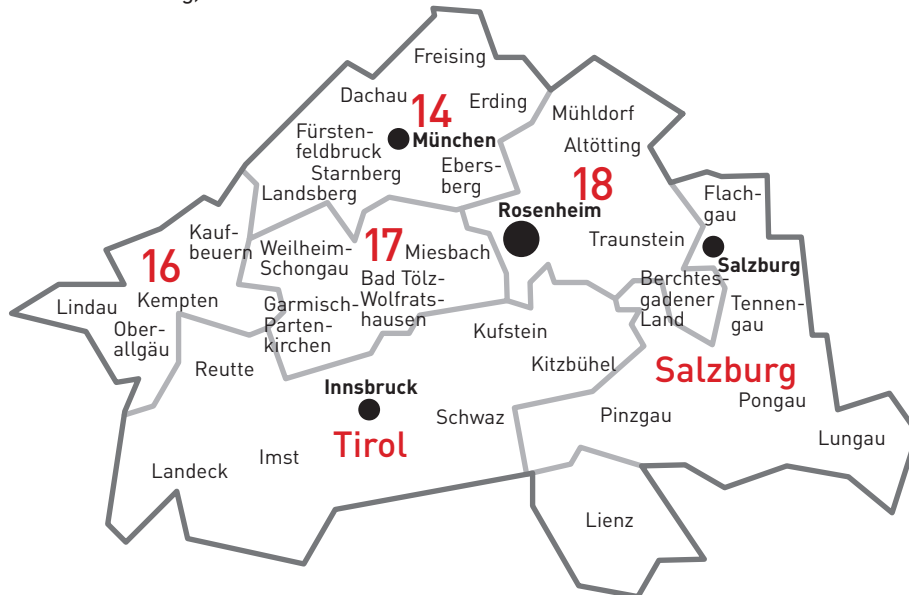 Freising
Dachau
14
Erding
Mühldorf
Fürsten-
feldbruck
München
Altötting
Starnberg
Ebers-
berg
Landsberg
18
Flach-
gau
Rosenheim
Kauf-
beuern
16
Weilheim-
Schongau
17
Miesbach
Traunstein
Salzburg
Bad Tölz-
Wolfrats-
hausen
Berchtes-
gadener
Land
Lindau
Kempten
Garmisch-
Parten-
kirchen
Tennen-
gau
Ober-
allgäu
Kufstein
Reutte
Kitzbühel
Salzburg
Innsbruck
Pongau
Schwaz
Pinzgau
Tirol
Lungau
Imst
Landeck
Lienz